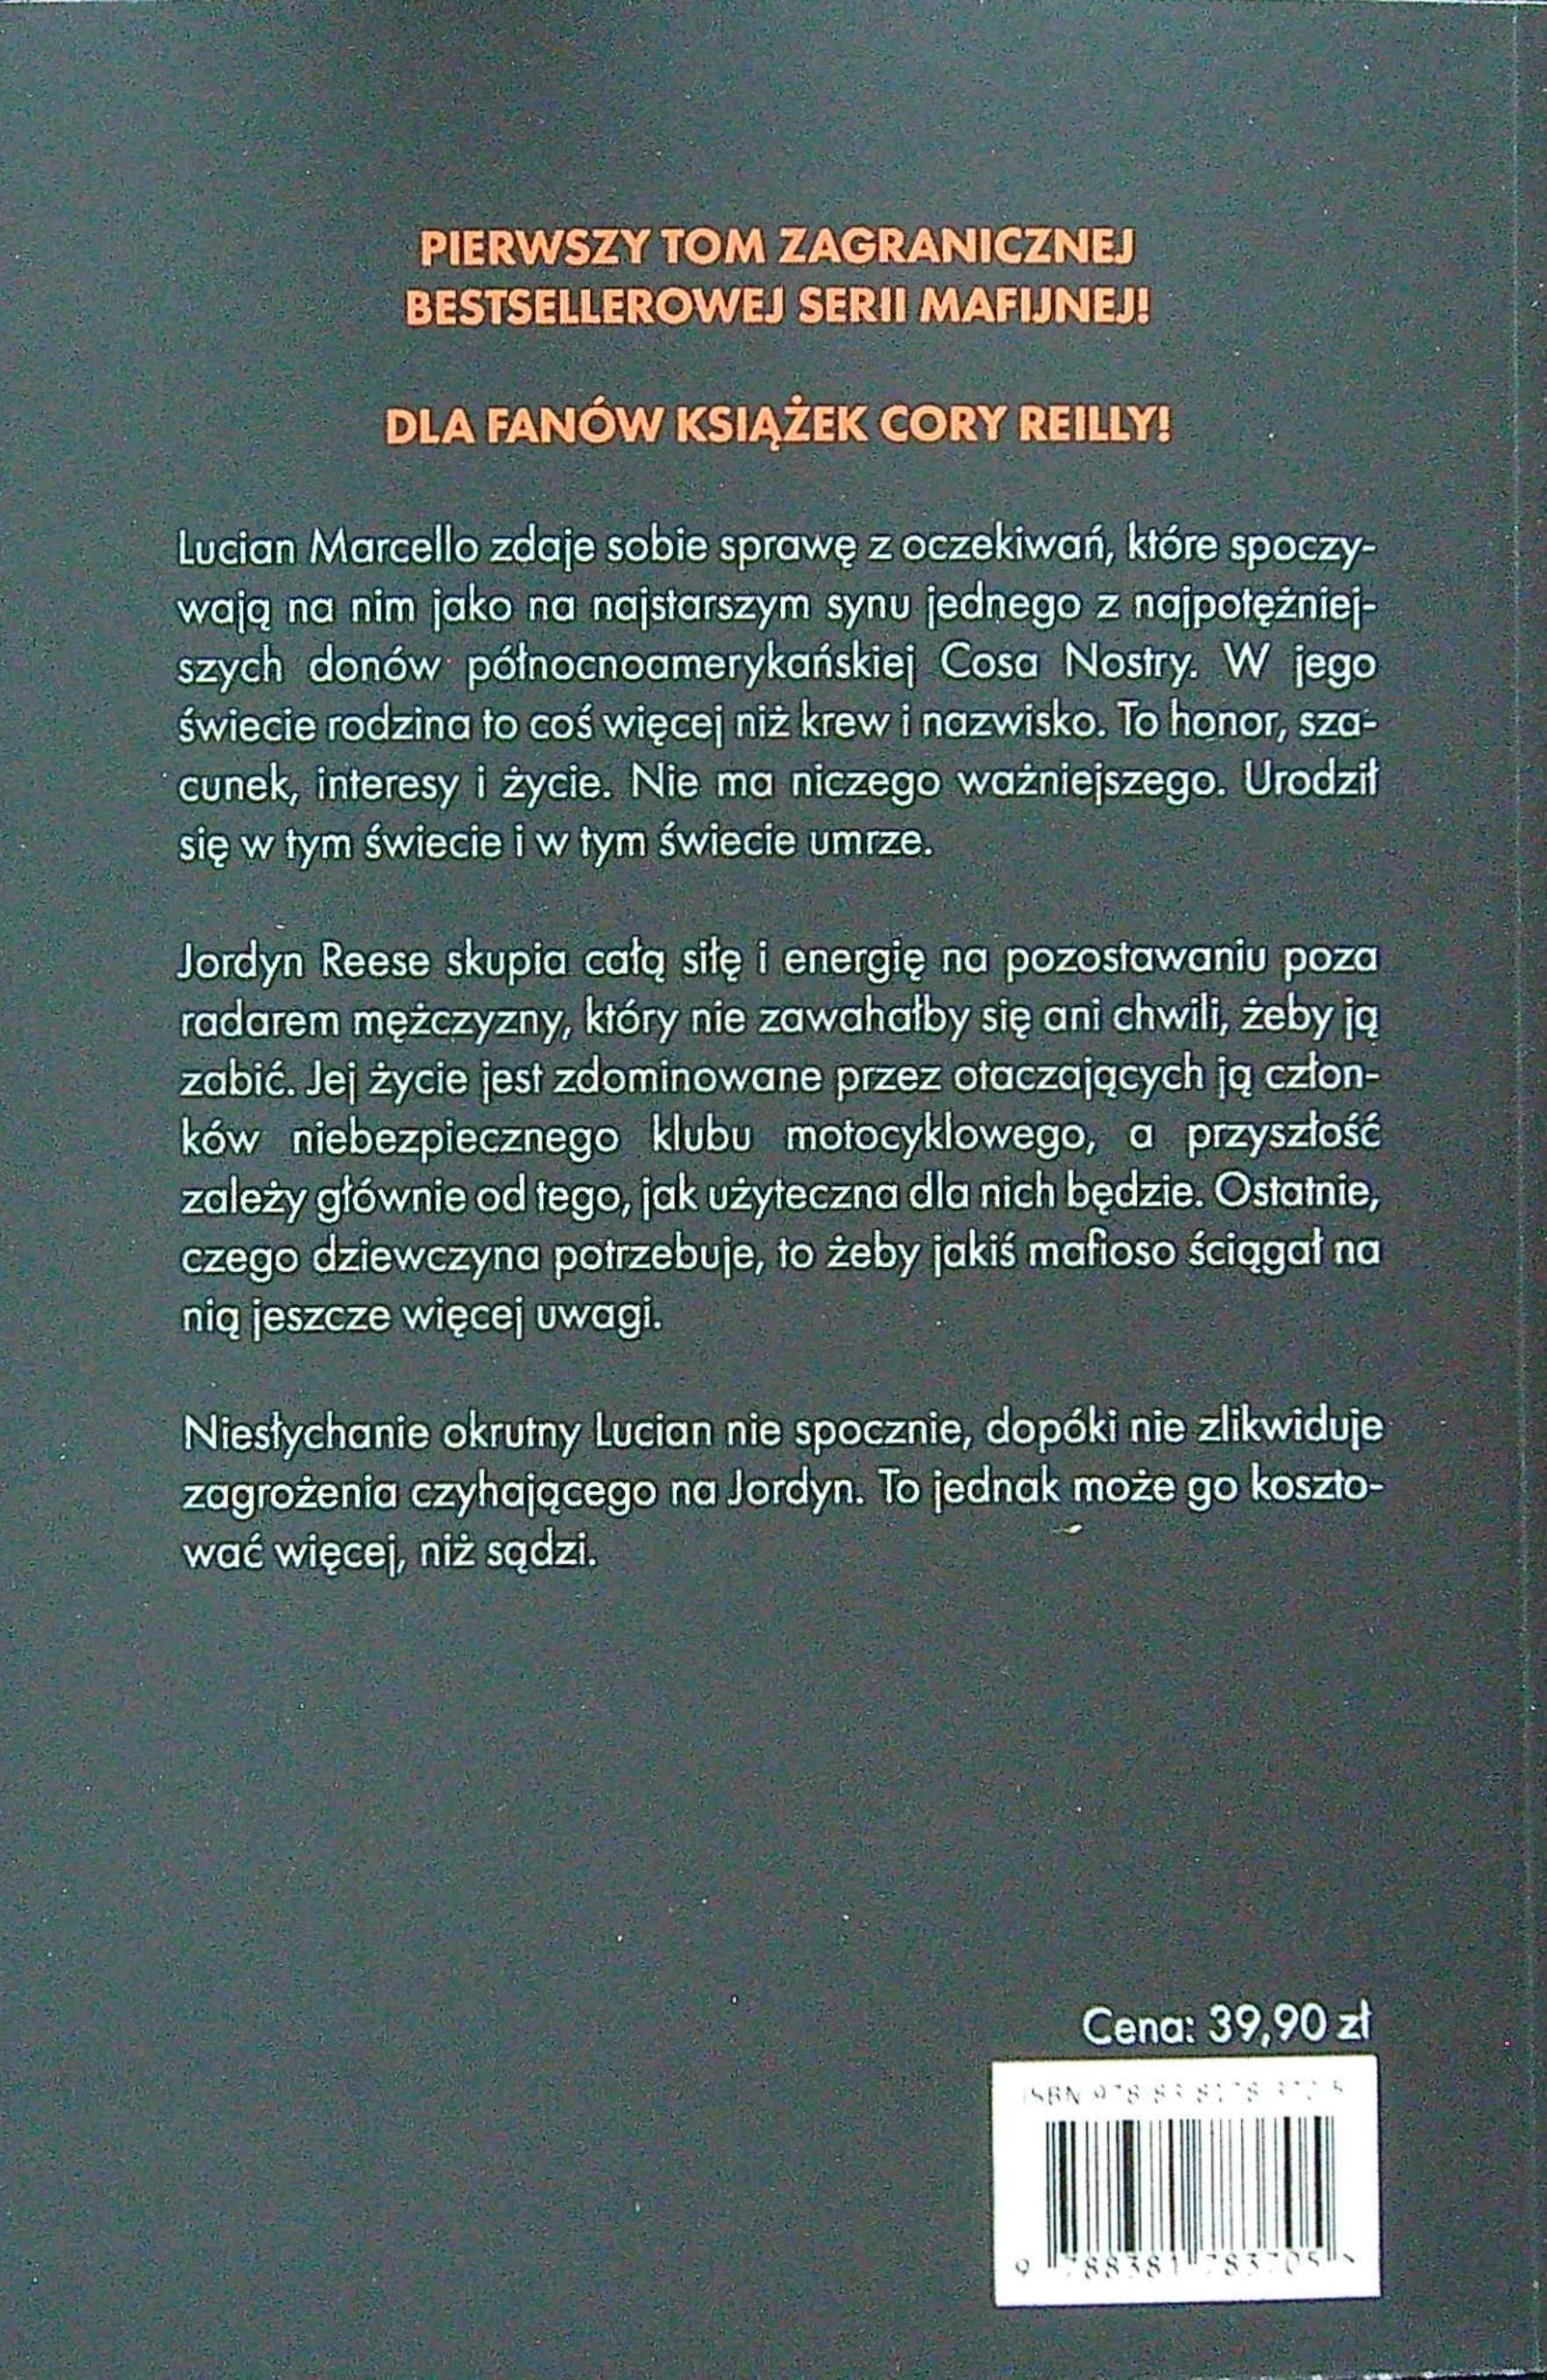 PIERWSZY TOM ZAGRANICZNEJ
BESTSELLEROWEJ SERII MAFIJNEJ!
DLA FANÓW KSIĄŻEK CORY REILLY!
Lucian Marcello zdaje sobie sprawę z oczekiwań, które spoczy-
wają na nim jako na najstarszym synu jednego z najpotężniej-
szych donów północnoamerykańskiej Cosa Nostry. W jego
świecie rodzina to coś więcej niż krew i nazwisko. To honor, sza-
cunek, interesy i życie. Nie ma niczego ważniejszego. Urodził
się w tym świecie i w tym świecie umrze.
Jordyn Reese skupia całą siłę i energię na pozostawaniu poza
radarem mężczyzny, który nie zawahałby się ani chwili, żeby ją
zabić. Jej życie jest zdominowane przez otaczających ją człon-
ków niebezpiecznego klubu motocyklowego, a przyszłość
zależy głównie od tego, jak użyteczna dla nich będzie. Ostatnie,
czego dziewczyna potrzebuje, to żeby jakiś mafioso ściągał na
nią jeszcze więcej uwagi.
Niesłychanie okrutny Lucian nie spocznie, dopóki nie zlikwiduje
zagrożenia czyhającego na Jordyn. To jednak może go koszto-
wać więcej, niż sądzi.
Cena: 39,90 zł
ISBN